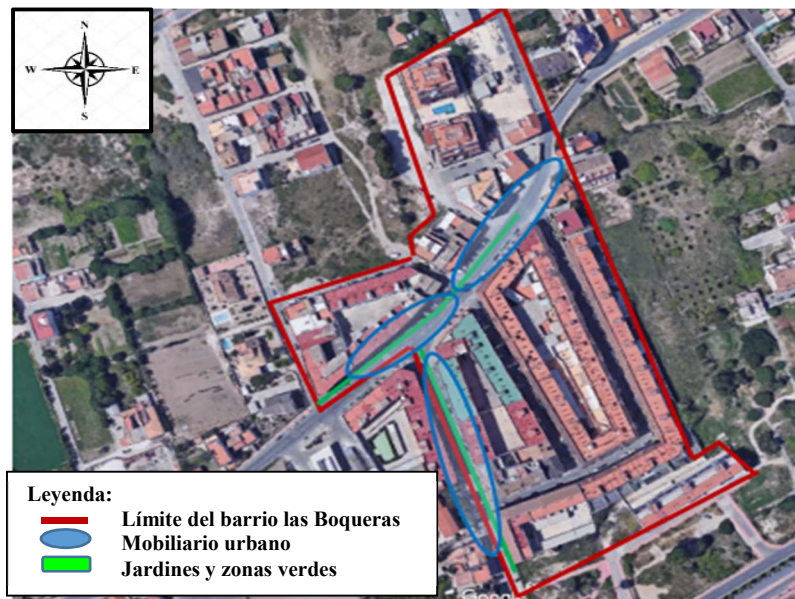 N
W E
S
Leyenda:
Límite del barrio las Boqueras
Mobiliario urbano
Jardines y zonas verdes